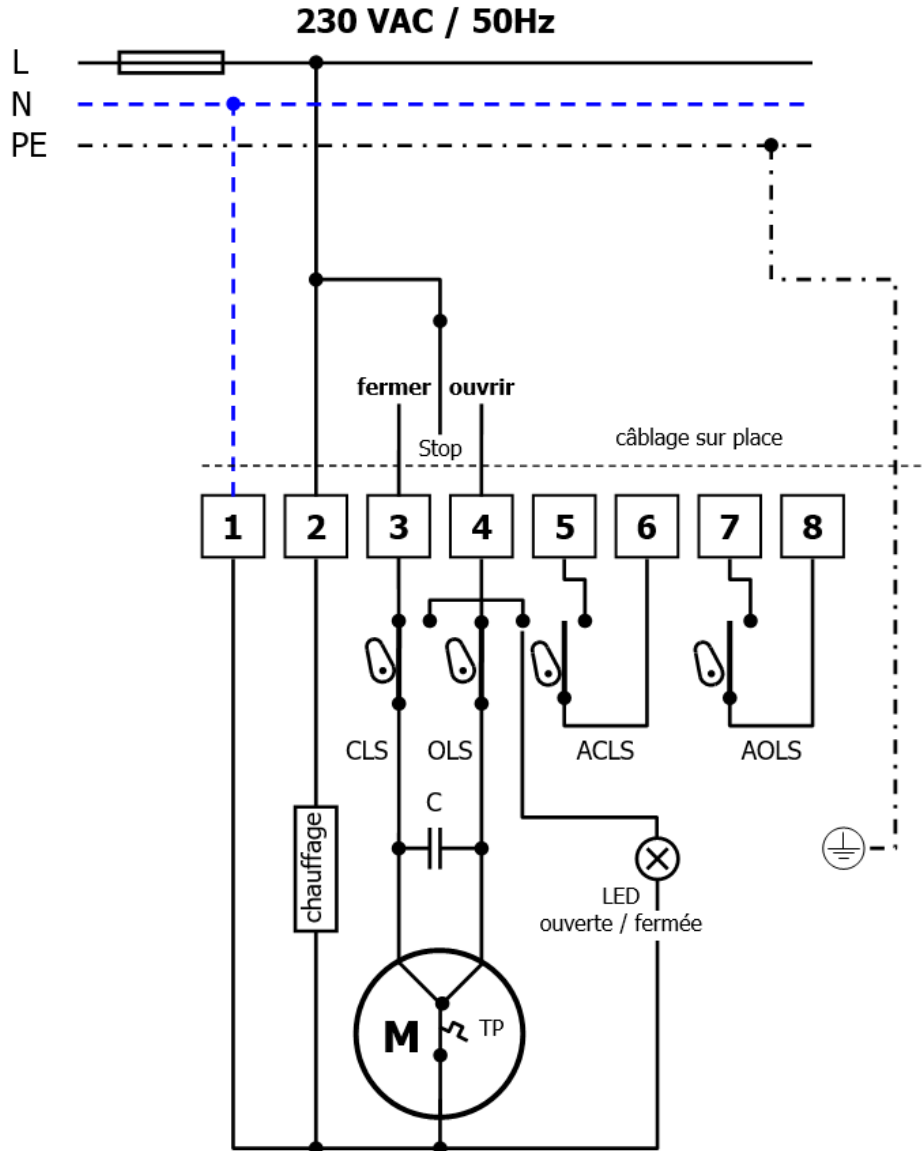 230 VAC / 50Hz
L
N
PE
fermer ouvrir
Stop
câblage sur place
1 2 3 4 5 6 7 8
CLS OLS ACLS AOLS
C
chauffage
LED
ouverte / fermée
M TP